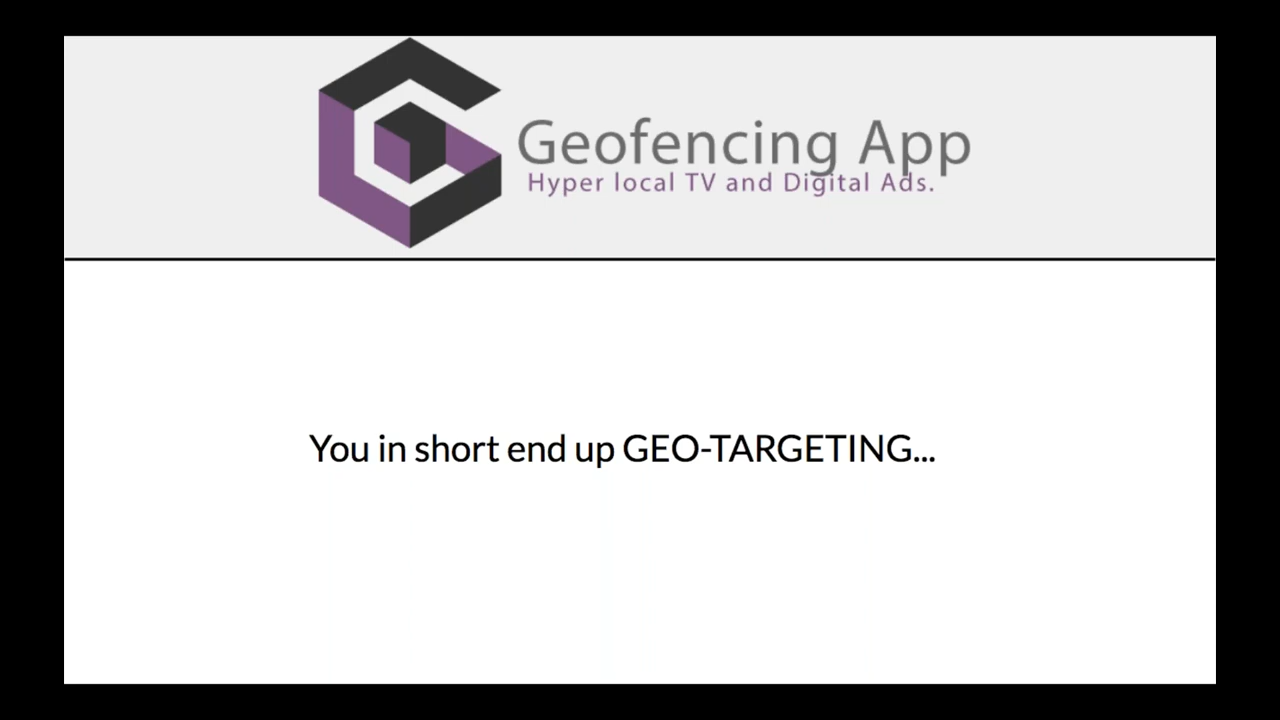 Geofencing App
Hyper local TV and Digital Ads.
You in short end up GEO-TARGETING...